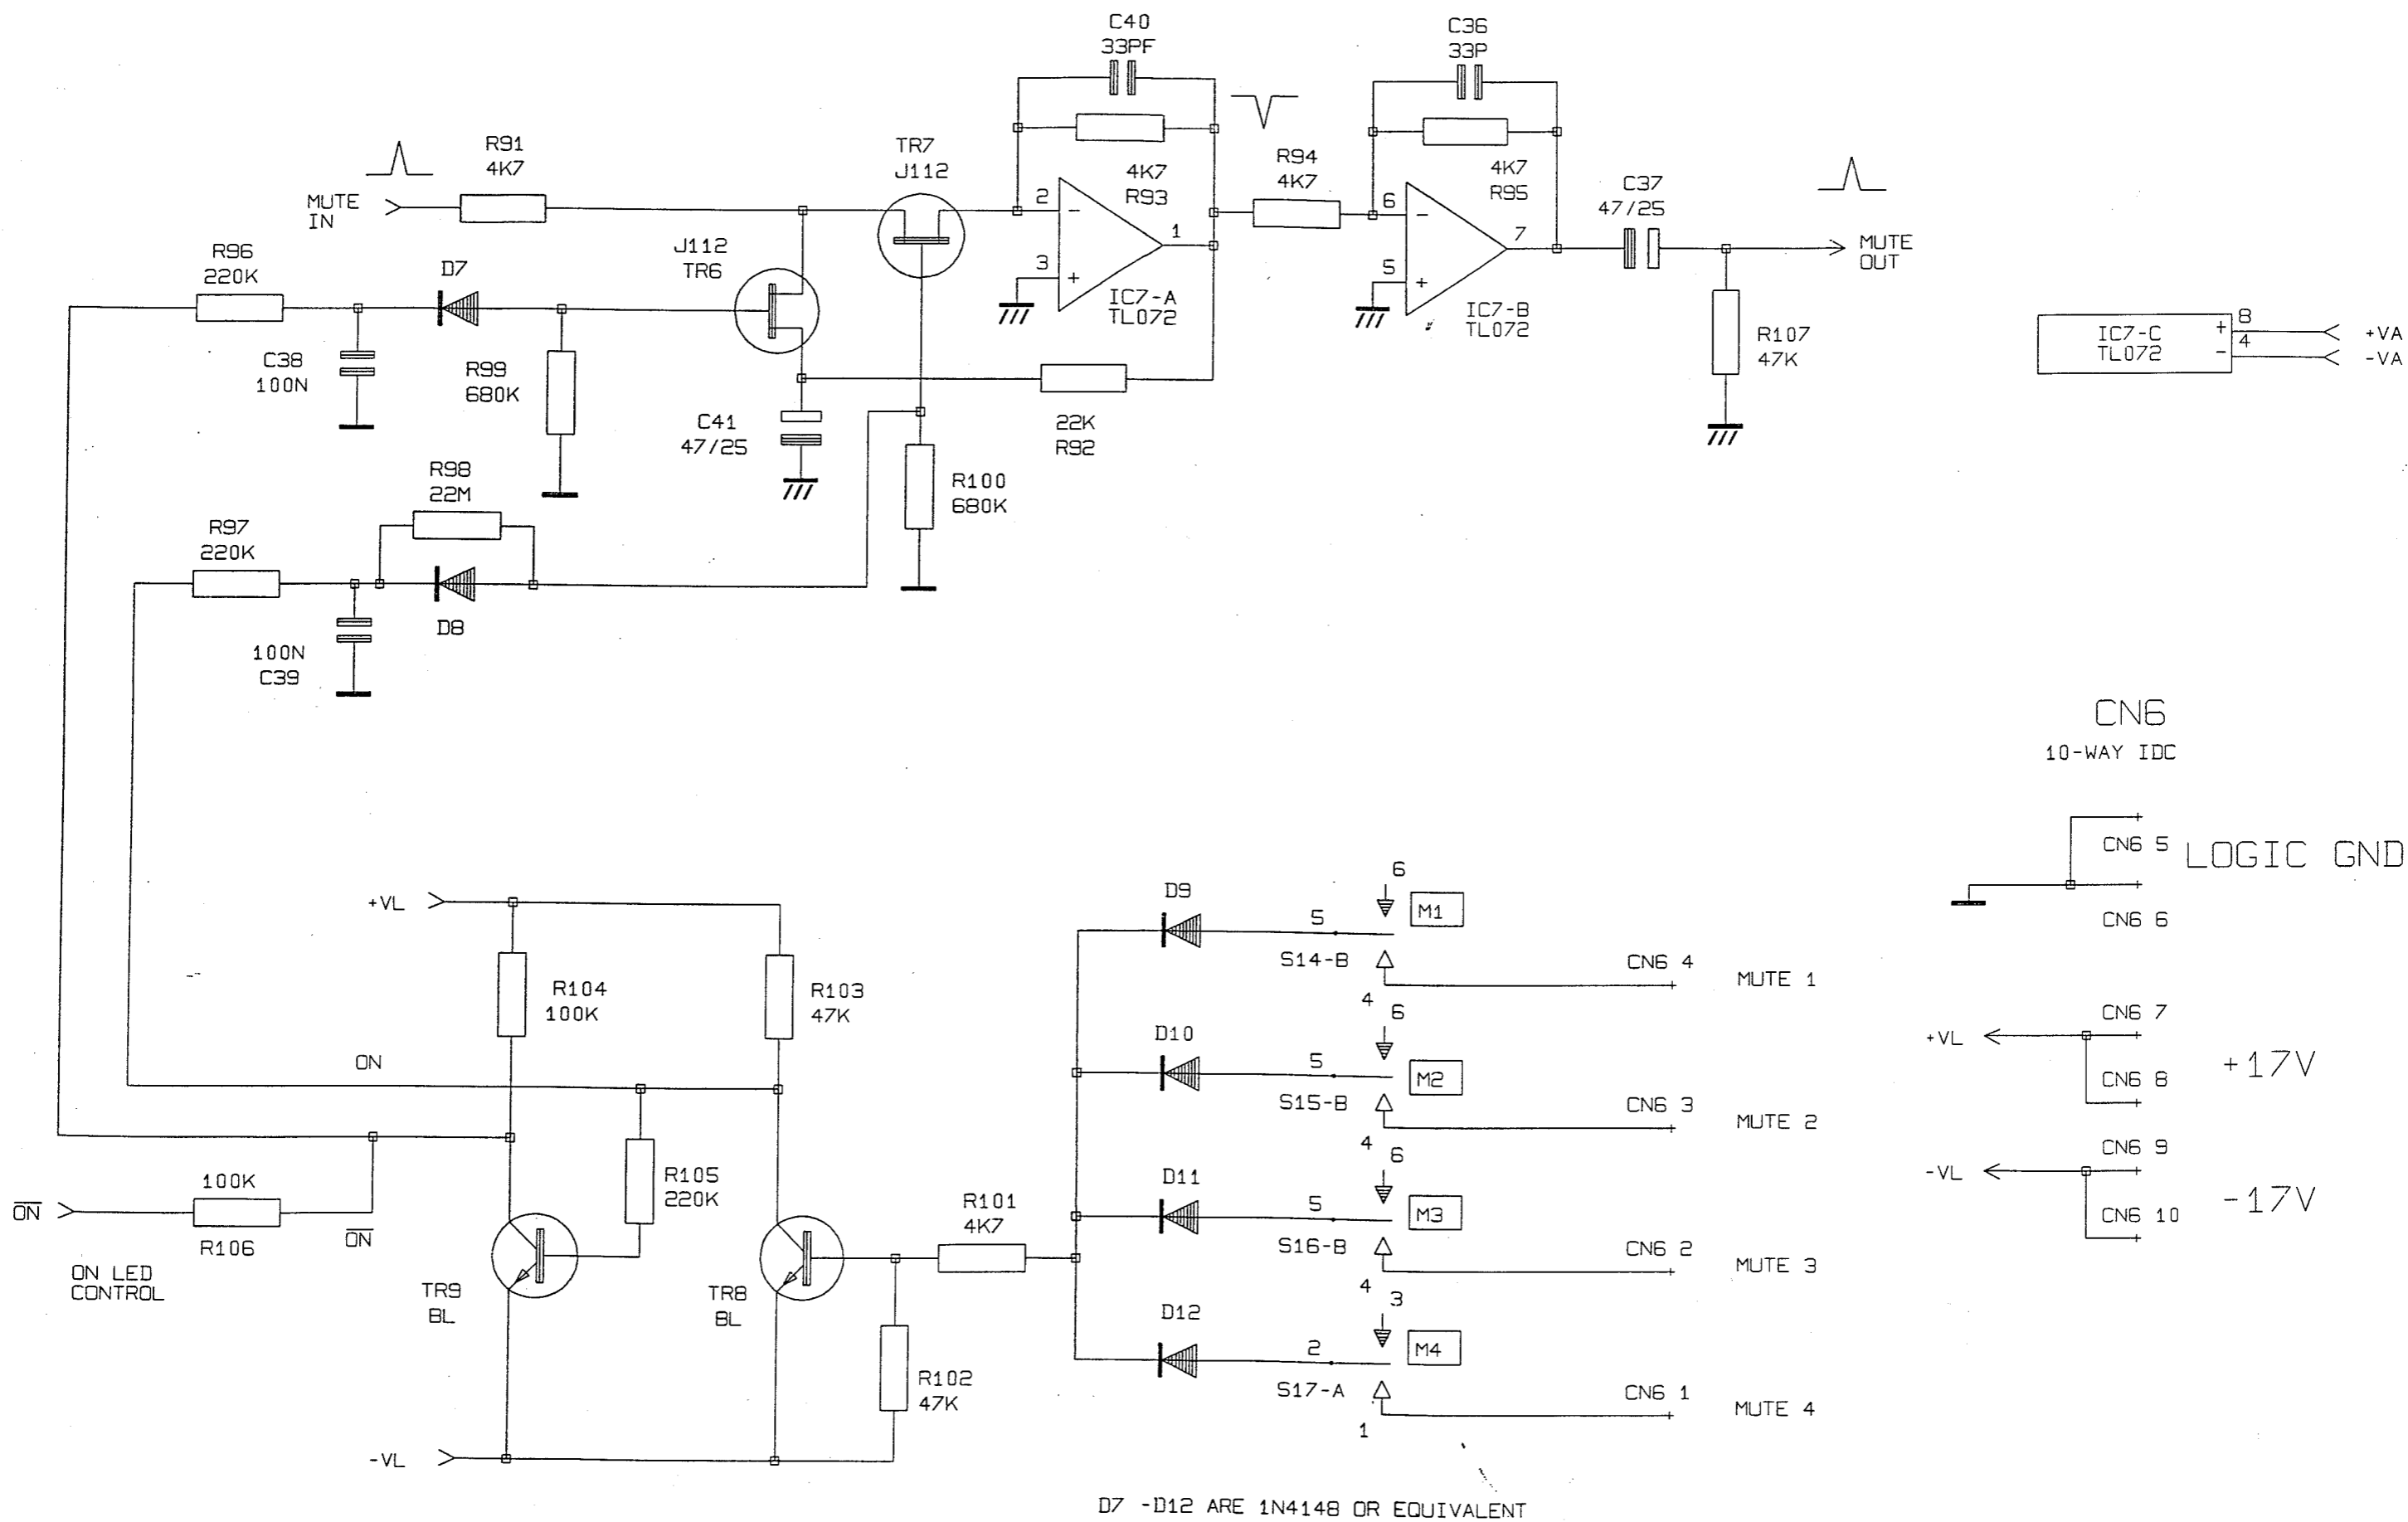 C40
33PF
C36
33P
R91
4K7
TR7
J112
4K7
R93
R94
4K7
4K7
R95
C37
47/25
MUTE
IN
2
-
3
+
1
IC7-A
TL072
6
-
5
+
7
IC7-B
TL072
MUTE
OUT
R107
47K
IC7-C
TL072
+
-
8
4
+VA
-VA
R96
220K
D7
J112
TR6
C38
100N
R99
680K
C41
47/25
22K
R92
R98
22M
R100
680K
R97
220K
D8
100N
C39
CN6
10-WAY IDC
CN6 5
LOGIC GND
CN6 6
CN6 7
+VL
+17V
CN6 8
CN6 9
-VL
-17V
CN6 10
+VL
R104
100K
R103
47K
ON
R105
220K
100K
R106
O̅N̅
O̅N̅
ON LED
CONTROL
TR9
BL
TR8
BL
R101
4K7
R102
47K
-VL
D9
5
6
M1
S14-B
4
CN6 4
MUTE 1
D10
5
6
M2
S15-B
4
CN6 3
MUTE 2
D11
5
6
M3
S16-B
4
CN6 2
MUTE 3
D12
2
3
M4
S17-A
1
CN6 1
MUTE 4
D7 -D12 ARE 1N4148 OR EQUIVALENT